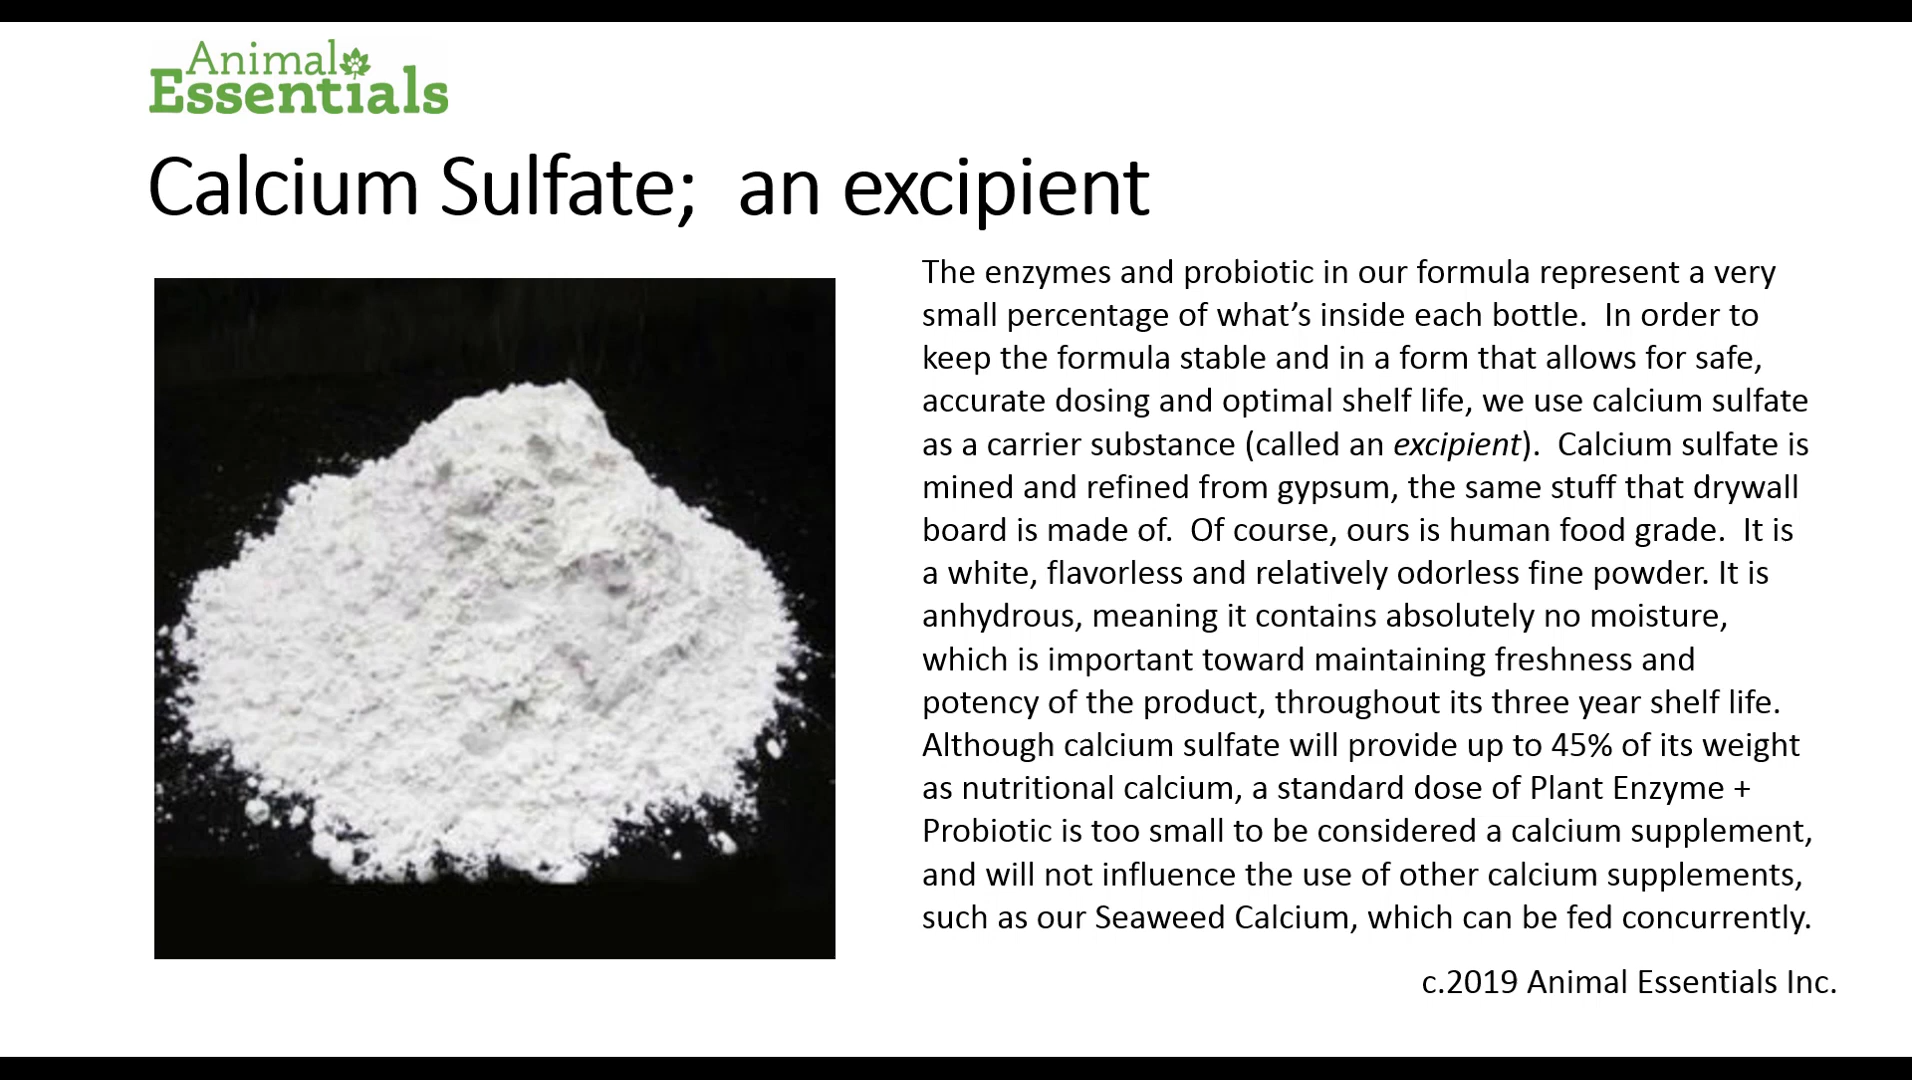 Animal
Essentials
Calcium Sulfate;  an excipient
The enzymes and probiotic in our formula represent a very
small percentage of what’s inside each bottle.  In order to
keep the formula stable and in a form that allows for safe,
accurate dosing and optimal shelf life, we use calcium sulfate
as a carrier substance (called an excipient).  Calcium sulfate is
mined and refined from gypsum, the same stuff that drywall
board is made of.  Of course, ours is human food grade.  It is
a white, flavorless and relatively odorless fine powder. It is
anhydrous, meaning it contains absolutely no moisture,
which is important toward maintaining freshness and
potency of the product, throughout its three year shelf life.
Although calcium sulfate will provide up to 45% of its weight
as nutritional calcium, a standard dose of Plant Enzyme +
Probiotic is too small to be considered a calcium supplement,
and will not influence the use of other calcium supplements,
such as our Seaweed Calcium, which can be fed concurrently.
c.2019 Animal Essentials Inc.